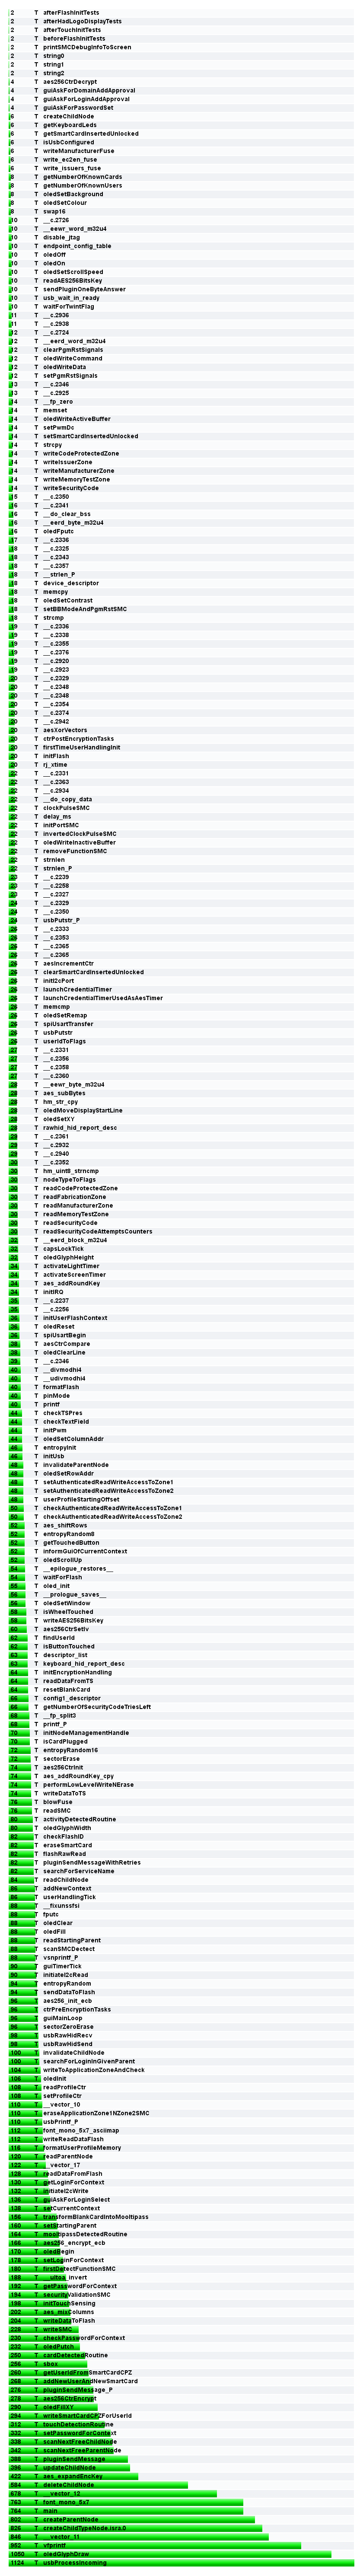 2 T afterFlashInitTests
2 T afterHadLogoDisplayTests
2 T afterTouchInitTests
2 T beforeFlashInitTests
2 T printSMCDebugInfoToScreen
2 T string0
2 T string1
2 T string2
4 T aes256CtrDecrypt
4 T guiAskForDomainAddApproval
4 T guiAskForLoginAddApproval
4 T guiAskForPasswordSet
6 T createChildNode
6 T getKeyboardLeds
6 T getSmartCardInsertedUnlocked
6 T isUsbConfigured
6 T writeManufacturerFuse
6 T write_ec2en_fuse
6 T write_issuers_fuse
8 T getNumberOfKnownCards
8 T getNumberOfKnownUsers
8 T oledSetBackground
8 T oledSetColour
8 T swap16
10 T __c.2726
10 T __eewr_word_m32u4
10 T disable_jtag
10 T endpoint_config_table
10 T oledOff
10 T oledOn
10 T oledSetScrollSpeed
10 T readAES256BitsKey
10 T sendPluginOneByteAnswer
10 T usb_wait_in_ready
10 T waitForTwintFlag
11 T __c.2936
11 T __c.2938
12 T __c.2724
12 T __eerd_word_m32u4
12 T clearPgmRstSignals
12 T oledWriteCommand
12 T oledWriteData
12 T setPgmRstSignals
13 T __c.2346
13 T __c.2925
14 T __fp_zero
14 T memset
14 T oledWriteActiveBuffer
14 T setPwmDc
14 T setSmartCardInsertedUnlocked
14 T strcpy
14 T writeCodeProtectedZone
14 T writeIssuerZone
14 T writeManufacturerZone
14 T writeMemoryTestZone
14 T writeSecurityCode
15 T __c.2350
16 T __c.2341
16 T __do_clear_bss
16 T __eerd_byte_m32u4
16 T oledFputc
17 T __c.2336
18 T __c.2325
18 T __c.2343
18 T __c.2357
18 T __strlen_P
18 T device_descriptor
18 T memcpy
18 T oledSetContrast
18 T setBBModeAndPgmRstSMC
18 T strcmp
19 T __c.2336
19 T __c.2338
19 T __c.2355
19 T __c.2376
19 T __c.2920
19 T __c.2923
20 T __c.2329
20 T __c.2348
20 T __c.2348
20 T __c.2354
20 T __c.2374
20 T __c.2942
20 T aesXorVectors
20 T ctrPostEncryptionTasks
20 T firstTimeUserHandlingInit
20 T initFlash
20 T rj_xtime
22 T __c.2331
22 T __c.2363
22 T __c.2934
22 T __do_copy_data
22 T clockPulseSMC
22 T delay_ms
22 T initPortSMC
22 T invertedClockPulseSMC
22 T oledWriteInactiveBuffer
22 T removeFunctionSMC
22 T strnlen
22 T strnlen_P
23 T __c.2239
23 T __c.2258
23 T __c.2327
24 T __c.2329
24 T __c.2350
24 T usbPutstr_P
26 T __c.2333
26 T __c.2353
26 T __c.2365
26 T __c.2365
26 T aesIncrementCtr
26 T clearSmartCardInsertedUnlocked
26 T initI2cPort
26 T launchCredentialTimer
26 T launchCredentialTimerUsedAsAesTimer
26 T memcmp
26 T oledSetRemap
26 T spiUsartTransfer
26 T usbPutstr
26 T userIdToFlags
27 T __c.2331
27 T __c.2356
27 T __c.2358
27 T __c.2360
28 T __eewr_byte_m32u4
28 T aes_subBytes
28 T hm_str_cpy
28 T oledMoveDisplayStartLine
28 T oledSetXY
28 T rawhid_hid_report_desc
29 T __c.2361
29 T __c.2932
29 T __c.2940
30 T __c.2352
30 T hm_uint8_strncmp
30 T nodeTypeToFlags
30 T readCodeProtectedZone
30 T readFabricationZone
30 T readManufacturerZone
30 T readMemoryTestZone
30 T readSecurityCode
30 T readSecurityCodeAttemptsCounters
32 T __eerd_block_m32u4
32 T capsLockTick
32 T oledGlyphHeight
34 T activateLightTimer
34 T activateScreenTimer
34 T aes_addRoundKey
34 T initIRQ
35 T __c.2237
35 T __c.2256
36 T initUserFlashContext
36 T oledReset
36 T spiUsartBegin
38 T aesCtrCompare
38 T oledClearLine
39 T __c.2346
40 T __divmodhi4
40 T __udivmodhi4
40 T formatFlash
40 T pinMode
40 T printf
44 T checkTSPres
44 T checkTextField
44 T initPwm
44 T oledSetColumnAddr
46 T entropyInit
46 T initUsb
48 T invalidateParentNode
48 T oledSetRowAddr
48 T setAuthenticatedReadWriteAccessToZone1
48 T setAuthenticatedReadWriteAccessToZone2
48 T userProfileStartingOffset
50 T checkAuthenticatedReadWriteAccessToZone1
50 T checkAuthenticatedReadWriteAccessToZone2
52 T aes_shiftRows
52 T entropyRandom8
52 T getTouchedButton
52 T informGuiOfCurrentContext
52 T oledScrollUp
54 T __epilogue_restores__
54 T waitForFlash
55 T oled_init
56 T __prologue_saves__
56 T oledSetWindow
58 T isWheelTouched
58 T writeAES256BitsKey
60 T aes256CtrSetIv
62 T findUserId
62 T isButtonTouched
63 T descriptor_list
63 T keyboard_hid_report_desc
64 T initEncryptionHandling
64 T readDataFromTS
64 T resetBlankCard
66 T config1_descriptor
66 T getNumberOfSecurityCodeTriesLeft
68 T __fp_split3
68 T printf_P
70 T initNodeManagementHandle
70 T isCardPlugged
72 T entropyRandom16
72 T sectorErase
74 T aes256CtrInit
74 T aes_addRoundKey_cpy
74 T performLowLevelWriteNErase
74 T writeDataToTS
76 T blowFuse
76 T readSMC
80 T activityDetectedRoutine
80 T oledGlyphWidth
82 T checkFlashID
82 T eraseSmartCard
82 T flashRawRead
82 T pluginSendMessageWithRetries
82 T searchForServiceName
84 T readChildNode
86 T addNewContext
86 T userHandlingTick
88 T __fixunssfsi
88 T fputc
88 T oledClear
88 T oledFill
88 T readStartingParent
88 T scanSMCDectect
88 T vsnprintf_P
90 T guiTimerTick
90 T initiateI2cRead
94 T entropyRandom
94 T sendDataToFlash
96 T aes256_init_ecb
96 T ctrPreEncryptionTasks
96 T guiMainLoop
96 T sectorZeroErase
98 T usbRawHidRecv
98 T usbRawHidSend
100 T invalidateChildNode
100 T searchForLoginInGivenParent
104 T writeToApplicationZoneAndCheck
106 T oledInit
108 T readProfileCtr
108 T setProfileCtr
110 T __vector_10
110 T eraseApplicationZone1NZone2SMC
110 T usbPrintf_P
112 T font_mono_5x7_asciimap
112 T writeReadDataFlash
116 T formatUserProfileMemory
120 T readParentNode
122 T __vector_17
128 T readDataFromFlash
130 T getLoginForContext
132 T initiateI2cWrite
136 T guiAskForLoginSelect
138 T setCurrentContext
156 T transformBlankCardIntoMooltipass
160 T setStartingParent
164 T mooltipassDetectedRoutine
166 T aes256_encrypt_ecb
170 T oledBegin
178 T setLoginForContext
180 T firstDetectFunctionSMC
188 T __ultoa_invert
192 T getPasswordForContext
194 T securityValidationSMC
198 T initTouchSensing
202 T aes_mixColumns
204 T writeDataToFlash
228 T writeSMC
230 T checkPasswordForContext
232 T oledPutch
250 T cardDetectedRoutine
256 T sbox
260 T getUserIdFromSmartCardCPZ
268 T addNewUserAndNewSmartCard
276 T pluginSendMessage_P
278 T aes256CtrEncrypt
290 T oledFillXY
294 T writeSmartCardCPZForUserId
312 T touchDetectionRoutine
332 T setPasswordForContext
338 T scanNextFreeChildNode
342 T scanNextFreeParentNode
388 T pluginSendMessage
396 T updateChildNode
422 T aes_expandEncKey
584 T deleteChildNode
678 T __vector_12
763 T font_mono_5x7
764 T main
802 T createParentNode
826 T createChildTypeNode.isra.0
846 T __vector_11
952 T vfprintf
1050 T oledGlyphDraw
1124 T usbProcessIncoming